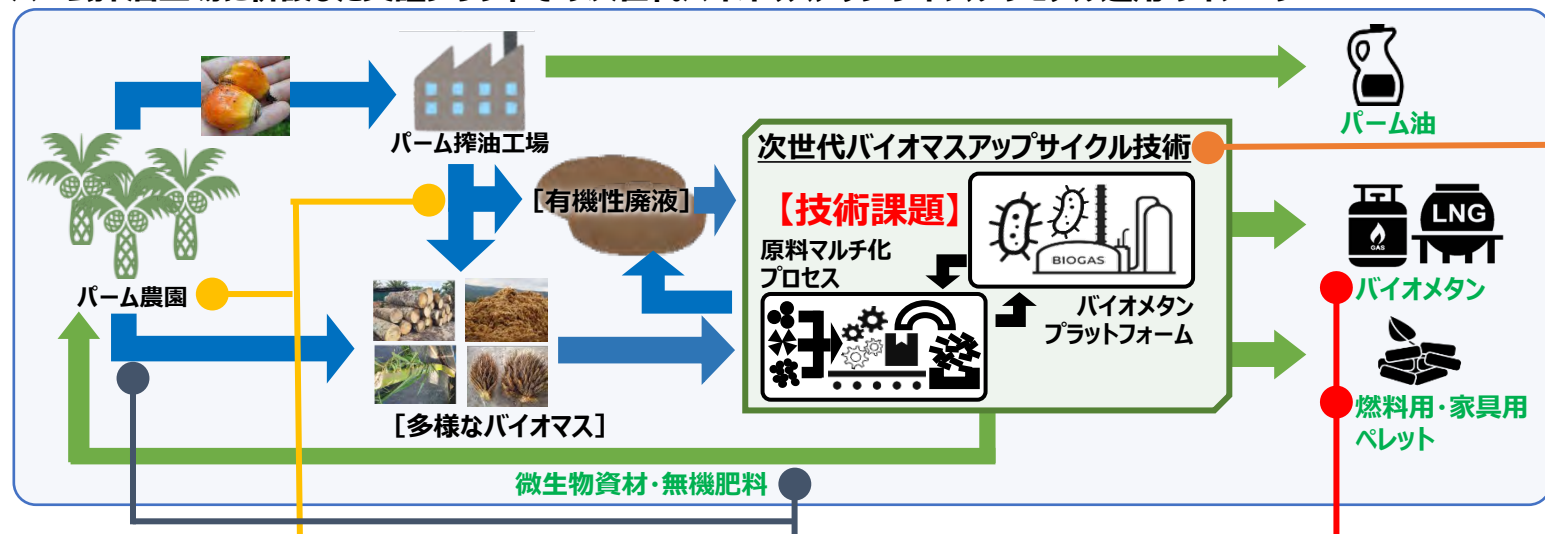 パーム搾油工場
パーム油
次世代バイオマスアップサイクル技術
[有機性廃液]
【技術課題】
原料マルチ化
プロセス
BIOGAS
GAS
LNG
パーム農園
バイオメタン
プラットフォーム
バイオメタン
[多様なバイオマス]
燃料用・家具用
ペレット
微生物資材・無機肥料